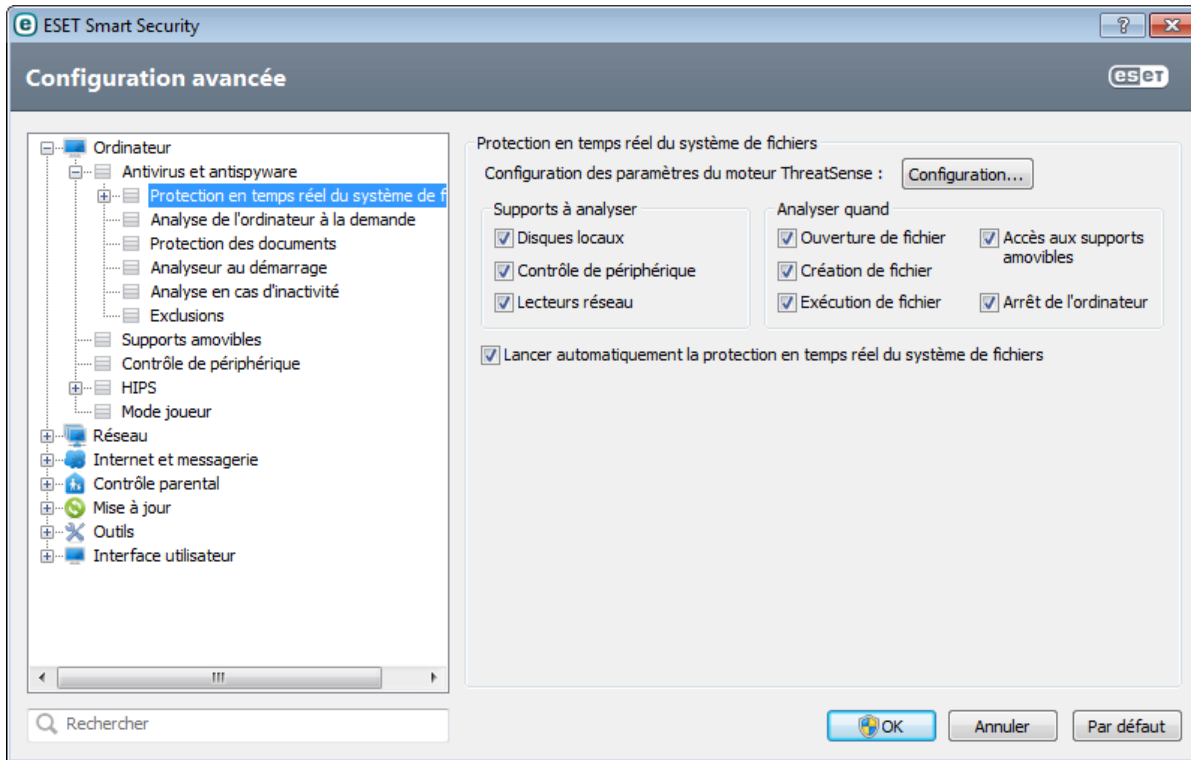 ESET Smart Security
Configuration avancée
eseT
Ordinateur
Antivirus et antispyware
Protection en temps réel du système de f
Analyse de l'ordinateur à la demande
Protection des documents
Analyseur au démarrage
Analyse en cas d'inactivité
Exclusions
Supports amovibles
Contrôle de périphérique
HIPS
Mode joueur
Réseau
Internet et messagerie
Contrôle parental
Mise à jour
Outils
Interface utilisateur
Rechercher
Protection en temps réel du système de fichiers
Configuration des paramètres du moteur ThreatSense :
Configuration...
Supports à analyser
Disques locaux
Contrôle de périphérique
Lecteurs réseau
Analyser quand
Ouverture de fichier
Accès aux supports
amovibles
Création de fichier
Exécution de fichier
Arrêt de l'ordinateur
Lancer automatiquement la protection en temps réel du système de fichiers
OK
Annuler
Par défaut